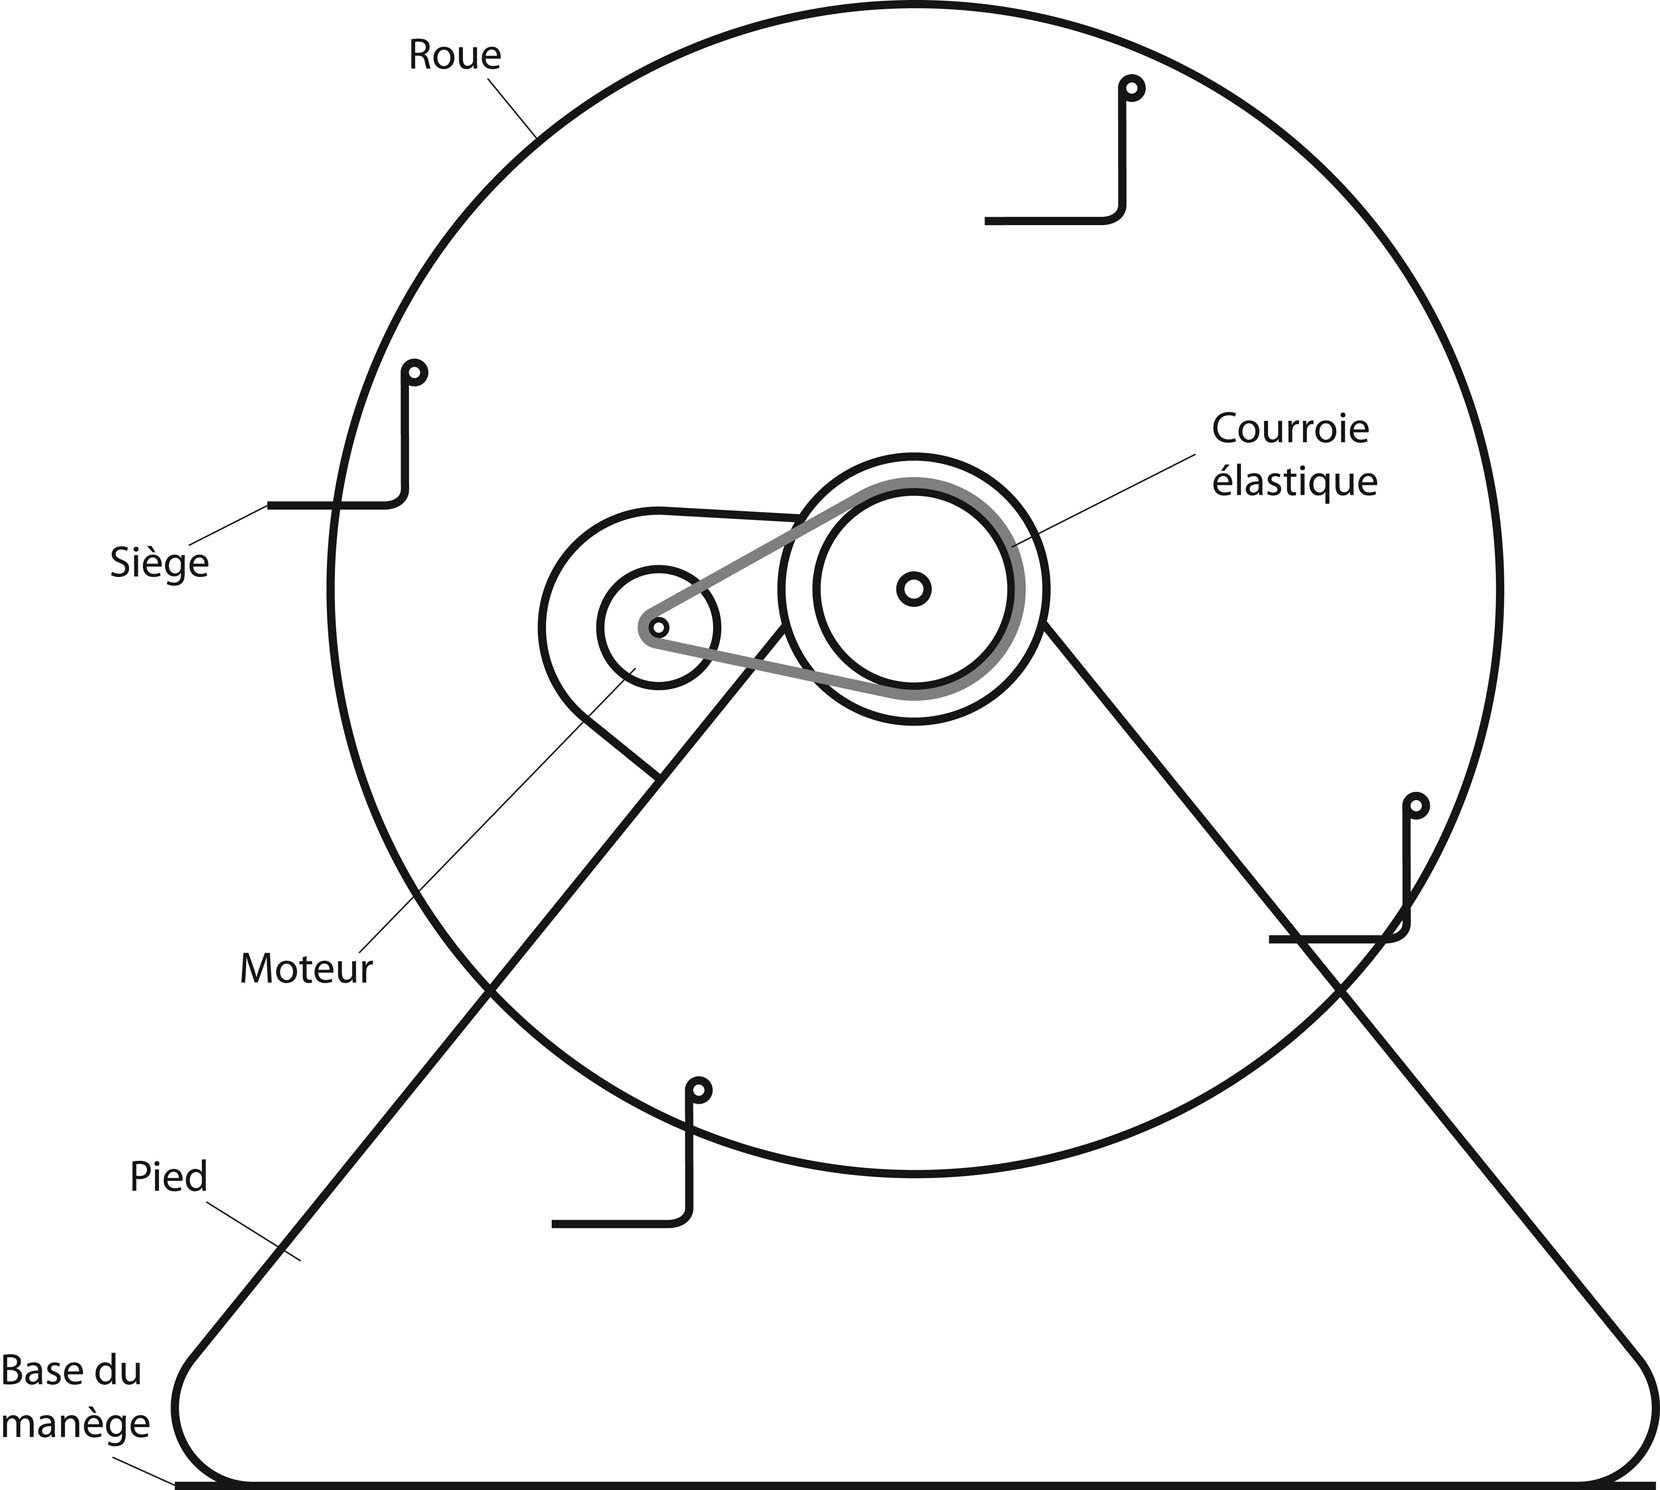 Roue
Courroie
élastique
Siège
Moteur
Pied
Base du
manège